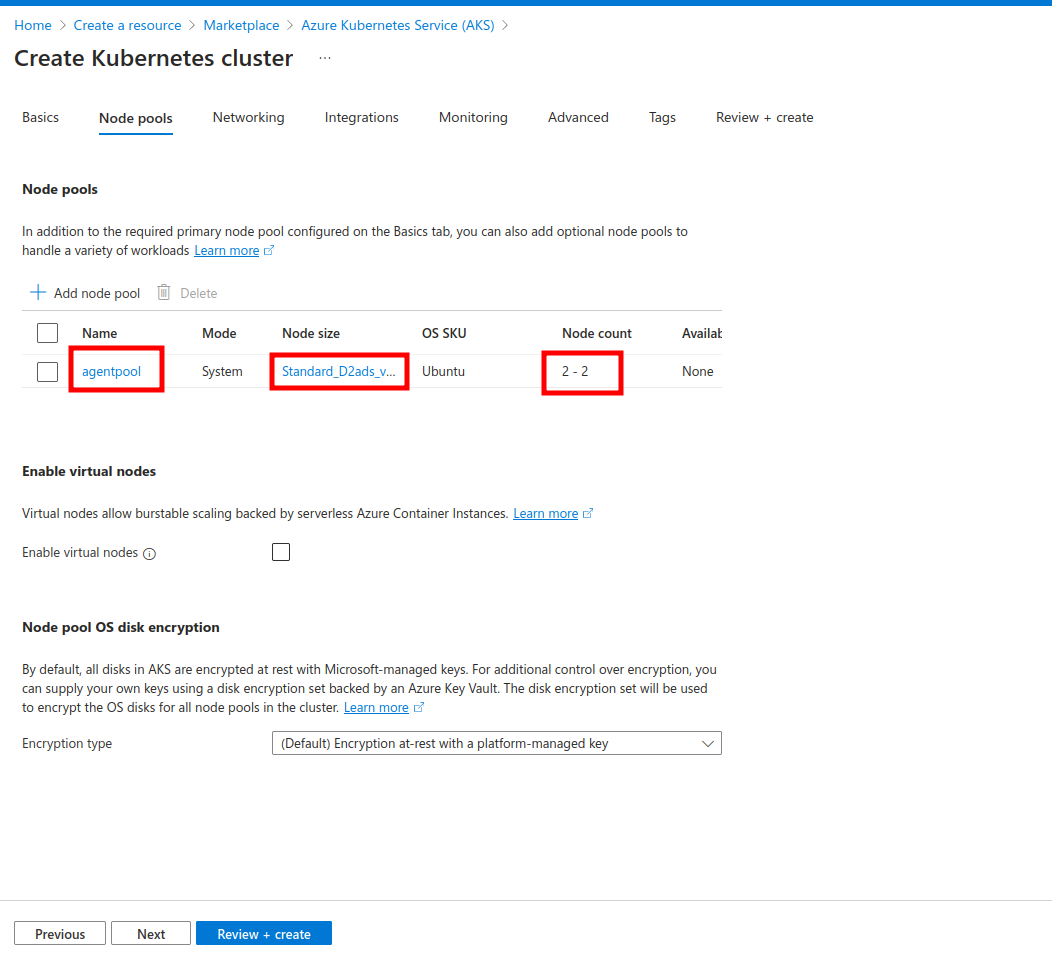 Home > Create a resource > Marketplace > Azure Kubernetes Service (AKS) >
Create Kubernetes cluster ...
Basics Node pools Networking Integrations Monitoring Advanced Tags Review + create
Node pools
In addition to the required primary node pool configured on the Basics tab, you can also add optional node pools to
handle a variety of workloads Learn more
Add node pool Delete
Name Mode Node size OS SKU Node count Availab
agentpool System Standard_D2ads_v... Ubuntu 2 - 2 None
Enable virtual nodes
Virtual nodes allow burstable scaling backed by serverless Azure Container Instances. Learn more
Enable virtual nodes
Node pool OS disk encryption
By default, all disks in AKS are encrypted at rest with Microsoft-managed keys. For additional control over encryption, you
can supply your own keys using a disk encryption set backed by an Azure Key Vault. The disk encryption set will be used
to encrypt the OS disks for all node pools in the cluster. Learn more
Encryption type (Default) Encryption at-rest with a platform-managed key
Previous Next Review + create